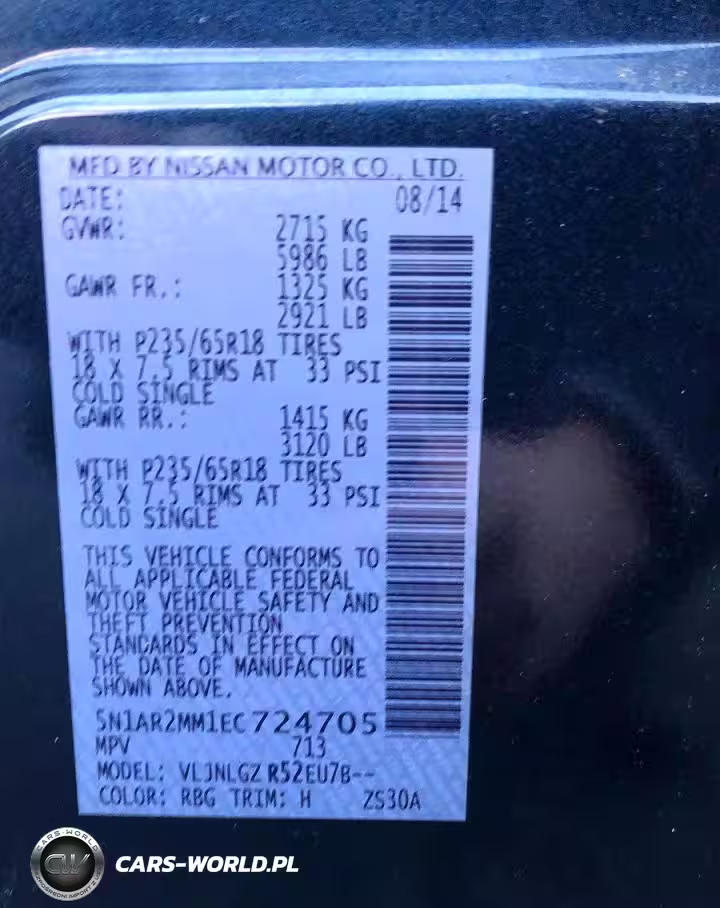 MFD BY NISSAN MOTOR CO., LTD.
DATE: 08/14
GVWR: 2715 KG
5986 LB
GAWR FR.: 1325 KG
2921 LB
WITH P235/65R18 TIRES
18 X 7.5 RIMS AT 33 PSI
COLD SINGLE
GAWR RR.: 1415 KG
3120 LB
WITH P235/65R18 TIRES
18 X 7.5 RIMS AT 33 PSI
COLD SINGLE
THIS VEHICLE CONFORMS TO
ALL APPLICABLE FEDERAL
MOTOR VEHICLE SAFETY AND
THEFT PREVENTION
STANDARDS IN EFFECT ON
THE DATE OF MANUFACTURE
SHOWN ABOVE.
5N1AR2MM1EC724705
MPV 713
MODEL: VLJNLGZ R52EU7B--
COLOR: RBG TRIM: H ZS30A
CARS-WORLD
CW
CARS-WORLD.PL